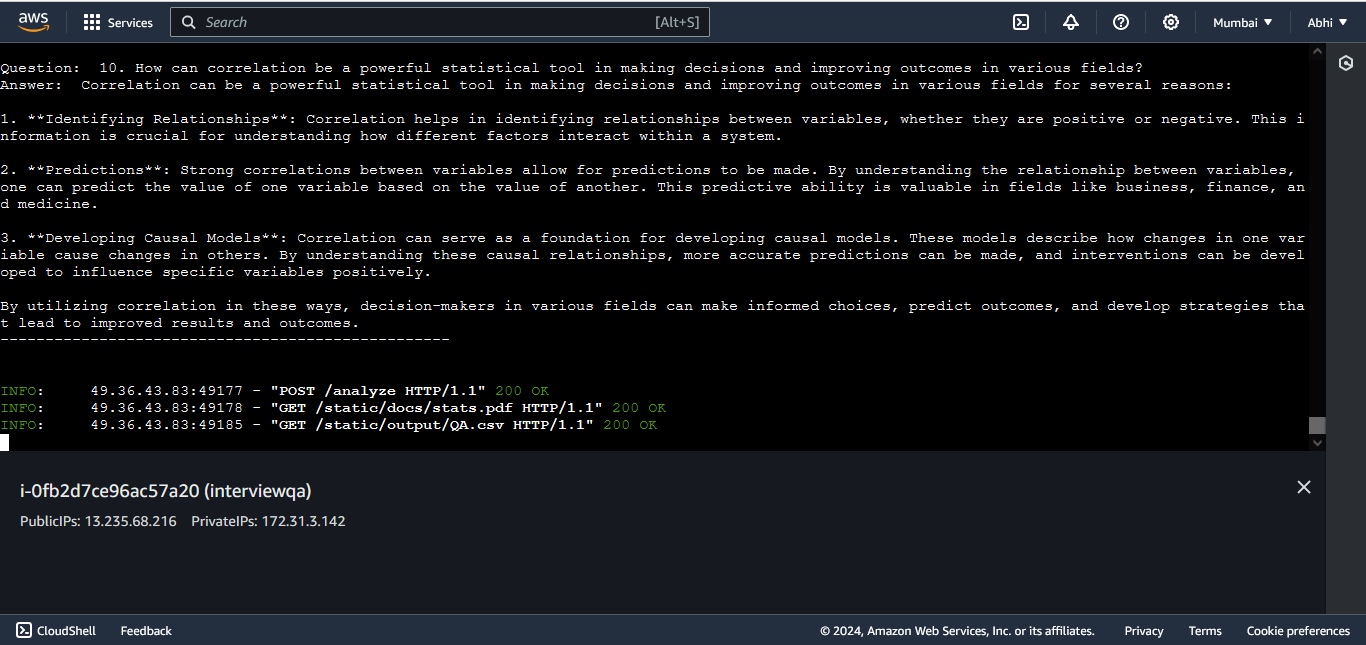 aws Services Search [Alt+S] Mumbai ▼ Abhi ▼
Question:  10. How can correlation be a powerful statistical tool in making decisions and improving outcomes in various fields?
Answer:  Correlation can be a powerful statistical tool in making decisions and improving outcomes in various fields for several reasons:
1. **Identifying Relationships**: Correlation helps in identifying relationships between variables, whether they are positive or negative. This i
nformation is crucial for understanding how different factors interact within a system.
2. **Predictions**: Strong correlations between variables allow for predictions to be made. By understanding the relationship between variables,
one can predict the value of one variable based on the value of another. This predictive ability is valuable in fields like business, finance, an
d medicine.
3. **Developing Causal Models**: Correlation can serve as a foundation for developing causal models. These models describe how changes in one var
iable cause changes in others. By understanding these causal relationships, more accurate predictions can be made, and interventions can be devel
oped to influence specific variables positively.
By utilizing correlation in these ways, decision-makers in various fields can make informed choices, predict outcomes, and develop strategies tha
t lead to improved results and outcomes.
--------------------------------------------------
INFO:     49.36.43.83:49177 - "POST /analyze HTTP/1.1" 200 OK
INFO:     49.36.43.83:49178 - "GET /static/docs/stats.pdf HTTP/1.1" 200 OK
INFO:     49.36.43.83:49185 - "GET /static/output/QA.csv HTTP/1.1" 200 OK
i-0fb2d7ce96ac57a20 (interviewqa)
PublicIPs: 13.235.68.216 PrivateIPs: 172.31.3.142
CloudShell Feedback © 2024, Amazon Web Services, Inc. or its affiliates. Privacy Terms Cookie preferences